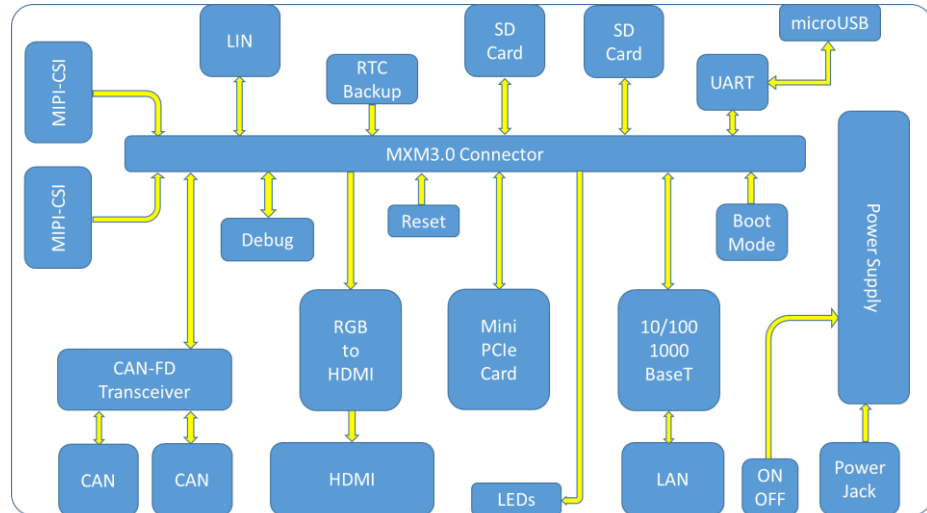 MIPI-CSI
LIN
RTC
Backup
SD
Card
SD
Card
microUSB
UART
MXM3.0 Connector
MIPI-CSI
Debug
Reset
Boot
Mode
Power Supply
CAN-FD
Transceiver
RGB
to
HDMI
Mini
PCIe
Card
10/100
1000
BaseT
CAN
CAN
HDMI
LEDs
LAN
ON
OFF
Power
Jack